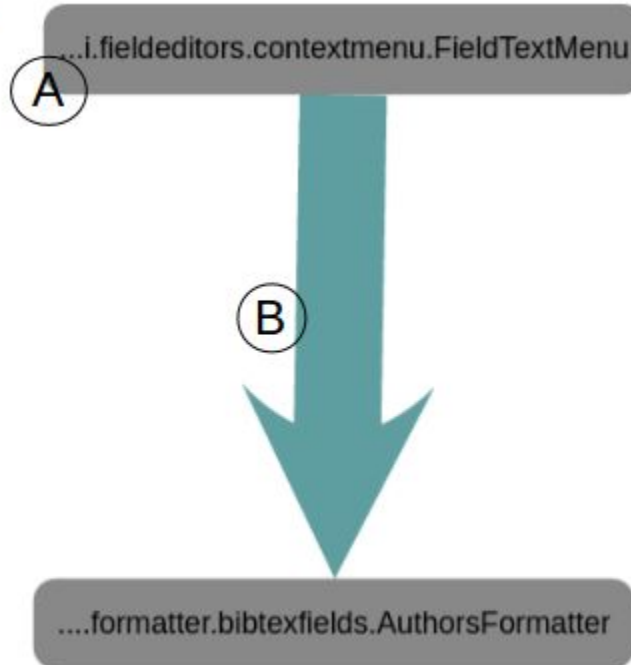 ...i.fieldeditors.contextmenu.FieldTextMenu
A
B
....formatter.bibtexfields.AuthorsFormatter